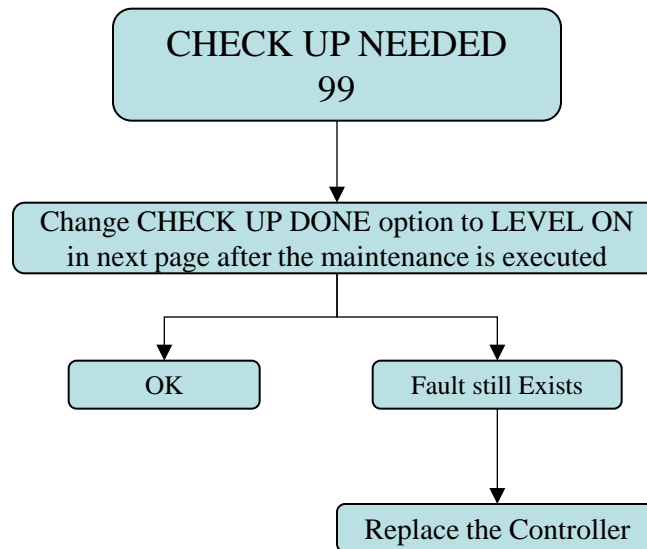 CHECK UP NEEDED
99
Change CHECK UP DONE option to LEVEL ON
in next page after the maintenance is executed
OK
Fault still Exists
Replace the Controller